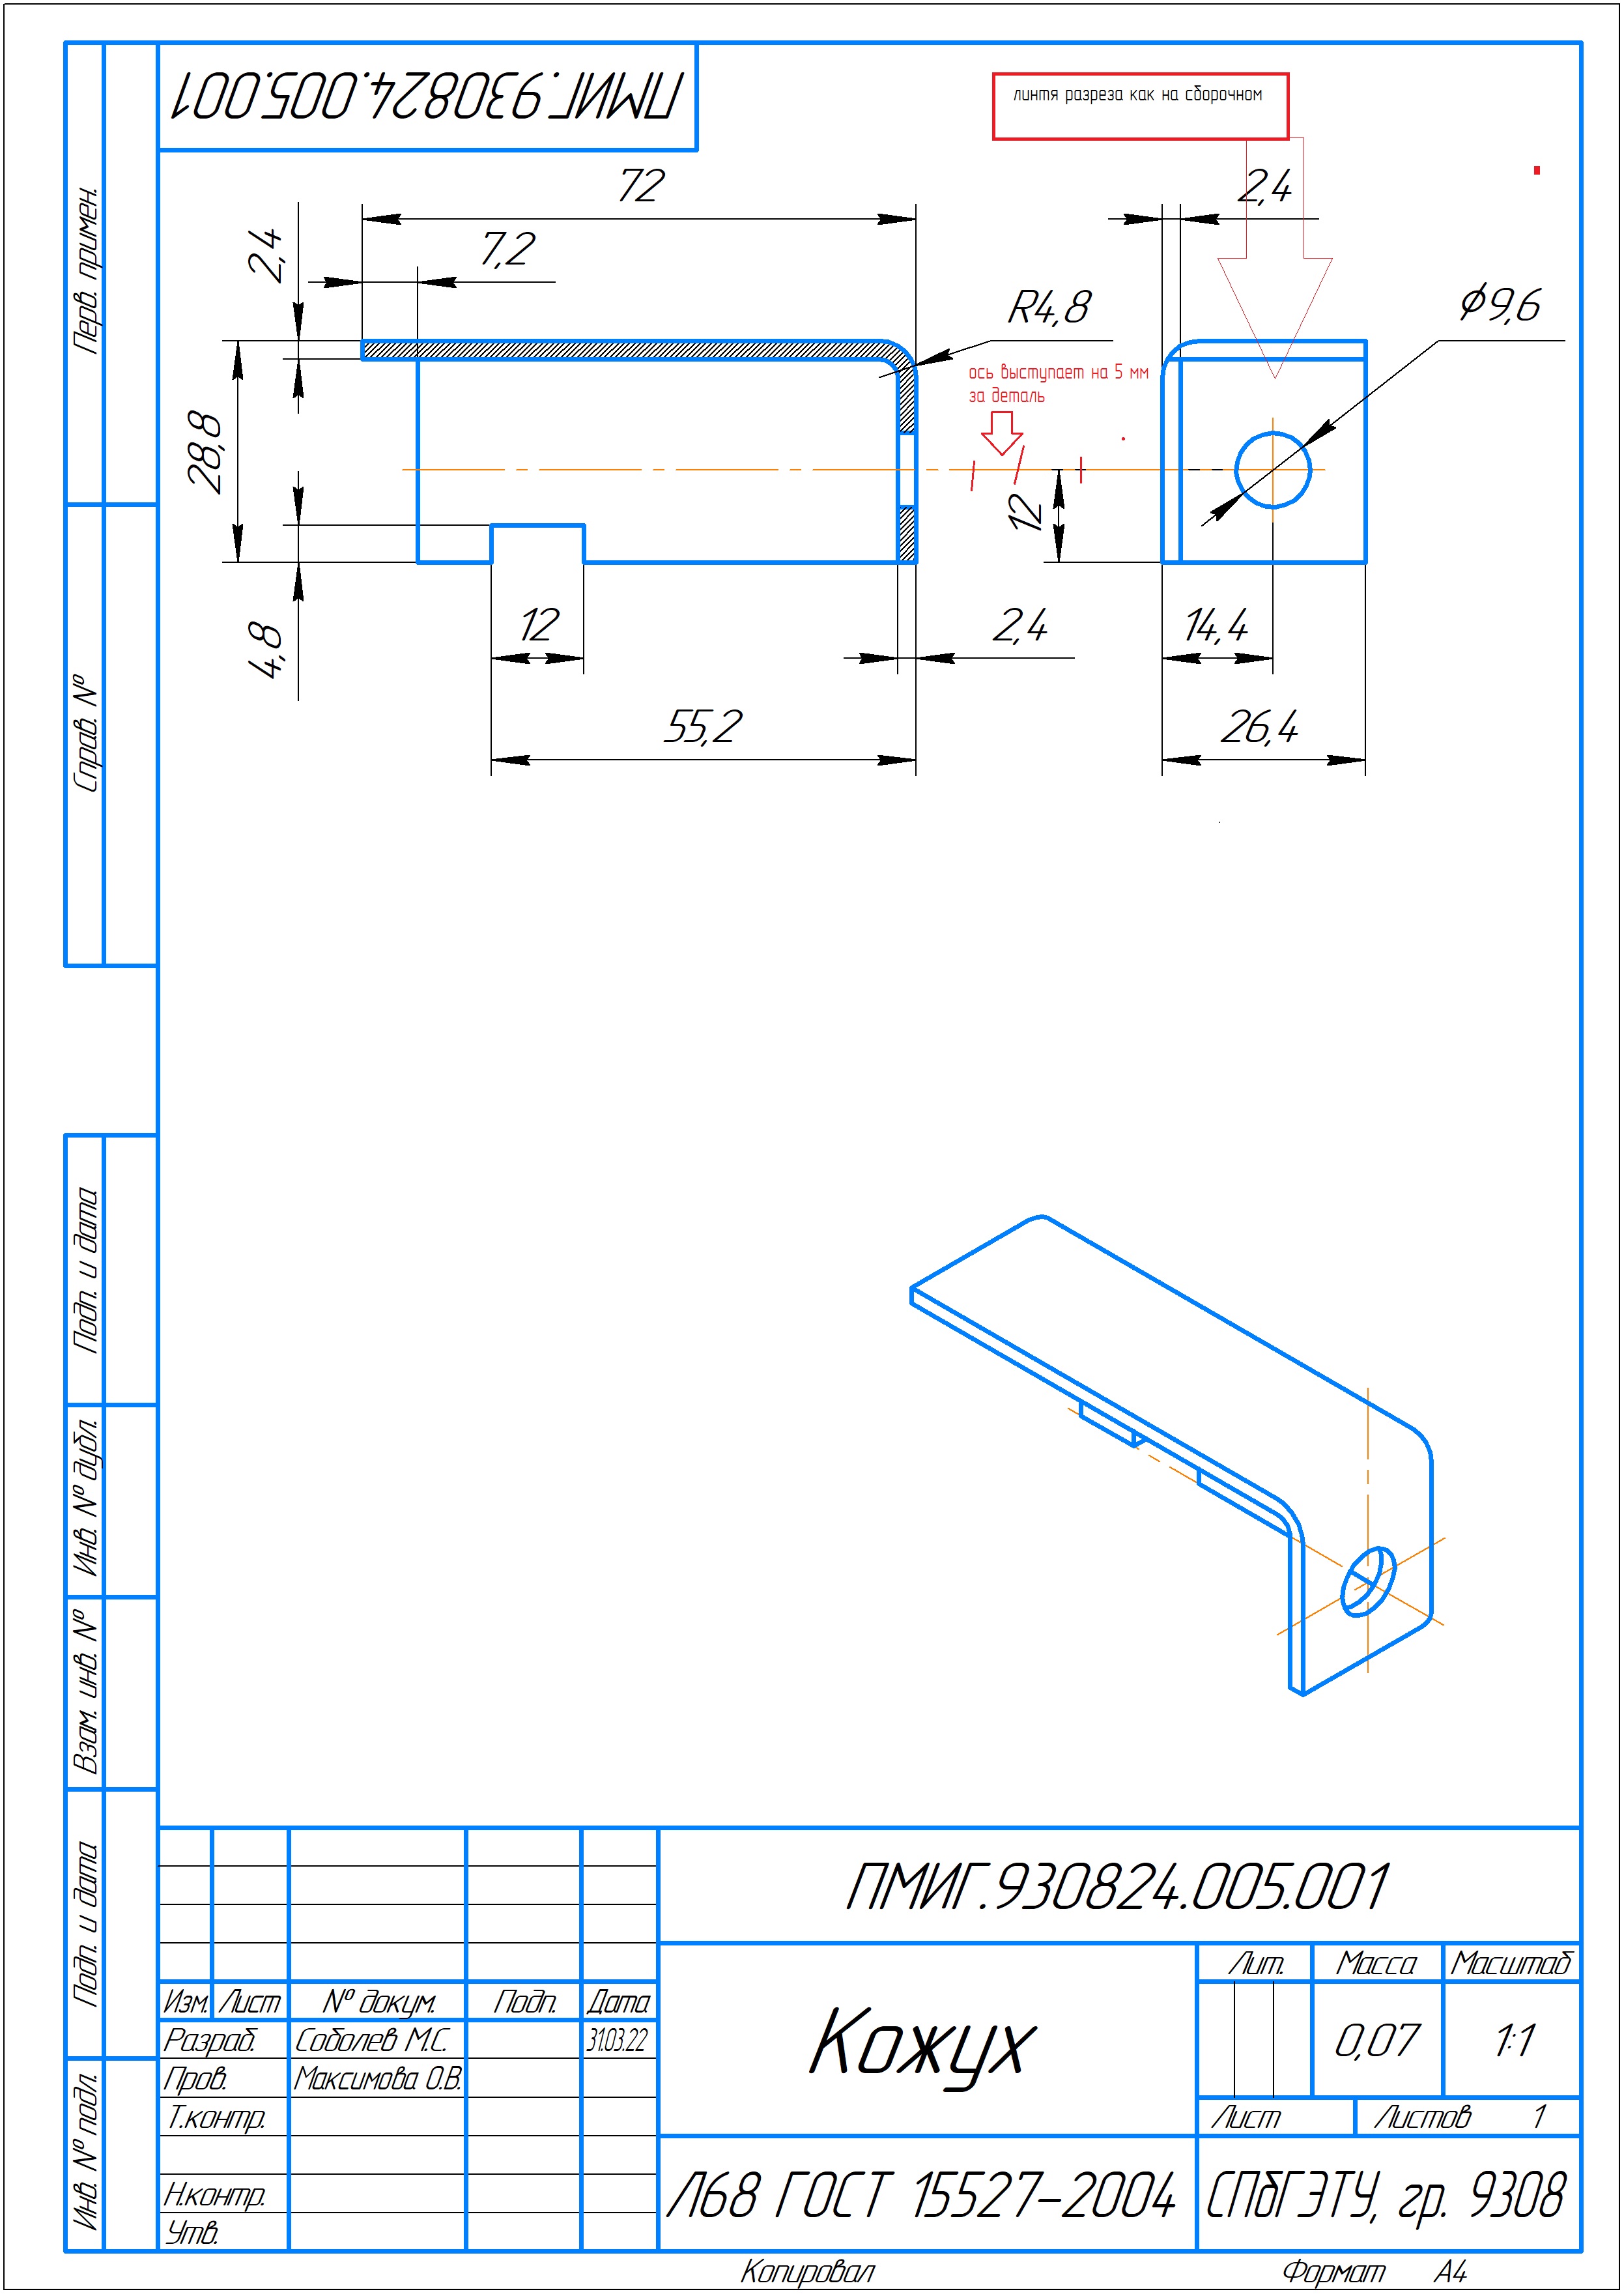 ПМИГ.930824.005.001
линтя разреза как на сборочном
72
2,4
2,4
7,2
R4,8
⌀9,6
ось выступает на 5 мм
за деталь
28,8
12
4,8
12
2,4
14,4
55,2
26,4
Перв. примен.
Справ. №
Подп. и дата
Инв. № дубл.
Взам. инв. №
Подп. и дата
Инв. № подл.
ПМИГ.930824.005.001
Лит. Масса Масштаб
Изм. Лист № докум. Подп. Дата
Разраб. Соболев М.С. 31.03.22
Кожух
0,07 1:1
Пров. Максимова О.В.
Т.контр.
Лист Листов 1
Н.контр.
Л68 ГОСТ 15527-2004
СПбГЭТУ, гр. 9308
Утв.
Копировал Формат А4